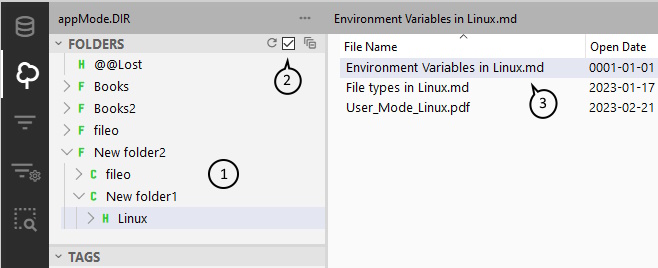 appMode.DIR ...
FOLDERS
2
H @@Lost
F Books
F Books2
F fileo
F New folder2
C fileo
1
C New folder1
H Linux
TAGS
Environment Variables in Linux.md
File Name Open Date
Environment Variables in Linux.md 0001-01-01
File types in Linux.md 2023-01-17
3
User_Mode_Linux.pdf 2023-02-21